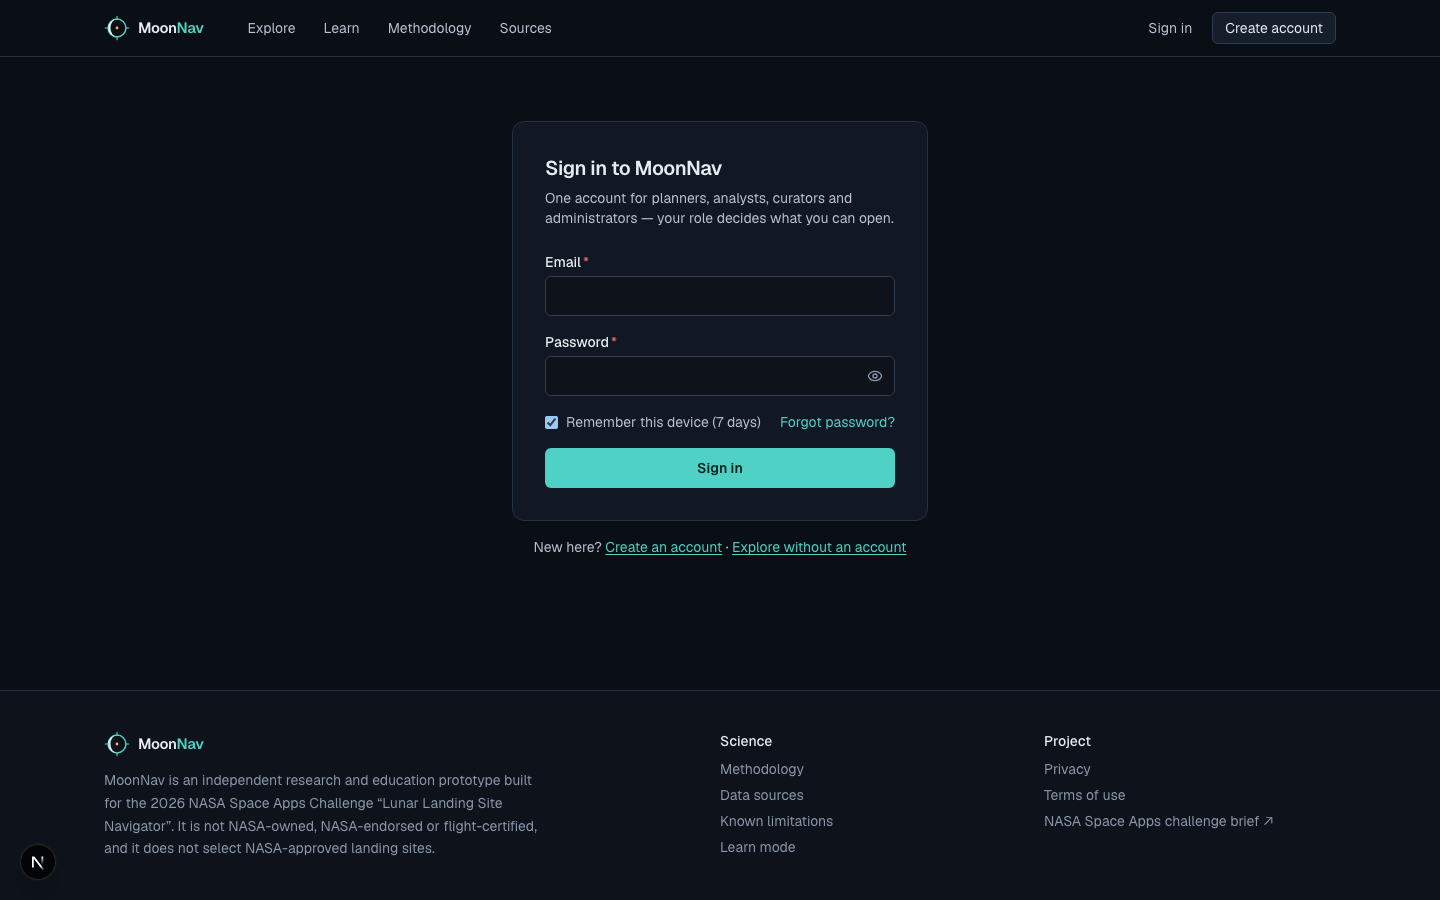 MoonNav
Explore
Learn
Methodology
Sources
Sign in
Create account
Sign in to MoonNav
One account for planners, analysts, curators and
administrators — your role decides what you can open.
Email *
Password *
Remember this device (7 days)
Forgot password?
Sign in
New here? Create an account · Explore without an account
MoonNav
MoonNav is an independent research and education prototype built
for the 2026 NASA Space Apps Challenge “Lunar Landing Site
Navigator”. It is not NASA-owned, NASA-endorsed or flight-certified,
and it does not select NASA-approved landing sites.
Science
Methodology
Data sources
Known limitations
Learn mode
Project
Privacy
Terms of use
NASA Space Apps challenge brief ↗
N